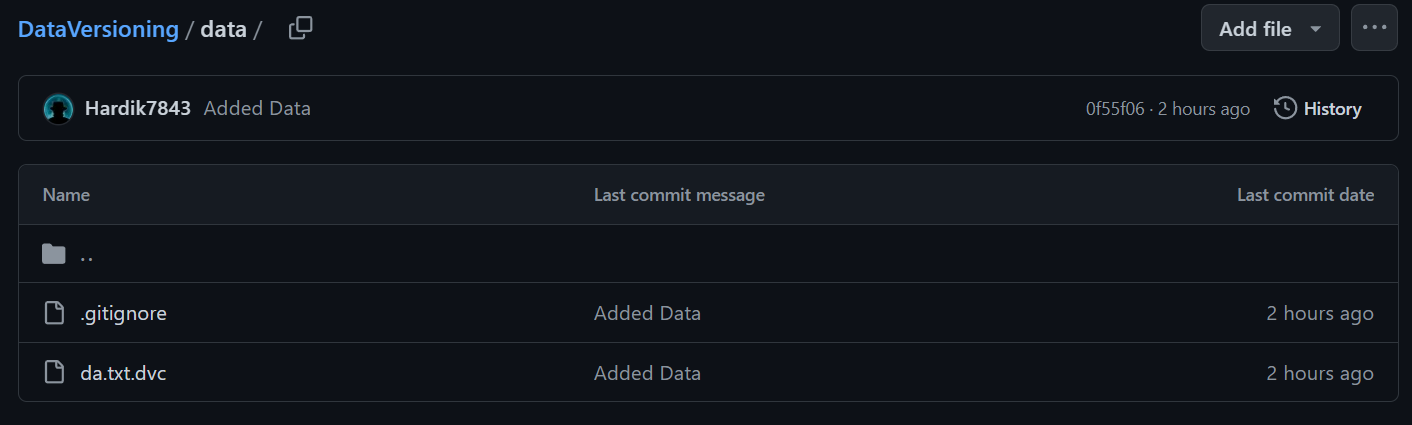 DataVersioning / data / Add file ...
Hardik7843 Added Data 0f55f06 · 2 hours ago History
Name Last commit message Last commit date
..
.gitignore Added Data 2 hours ago
da.txt.dvc Added Data 2 hours ago